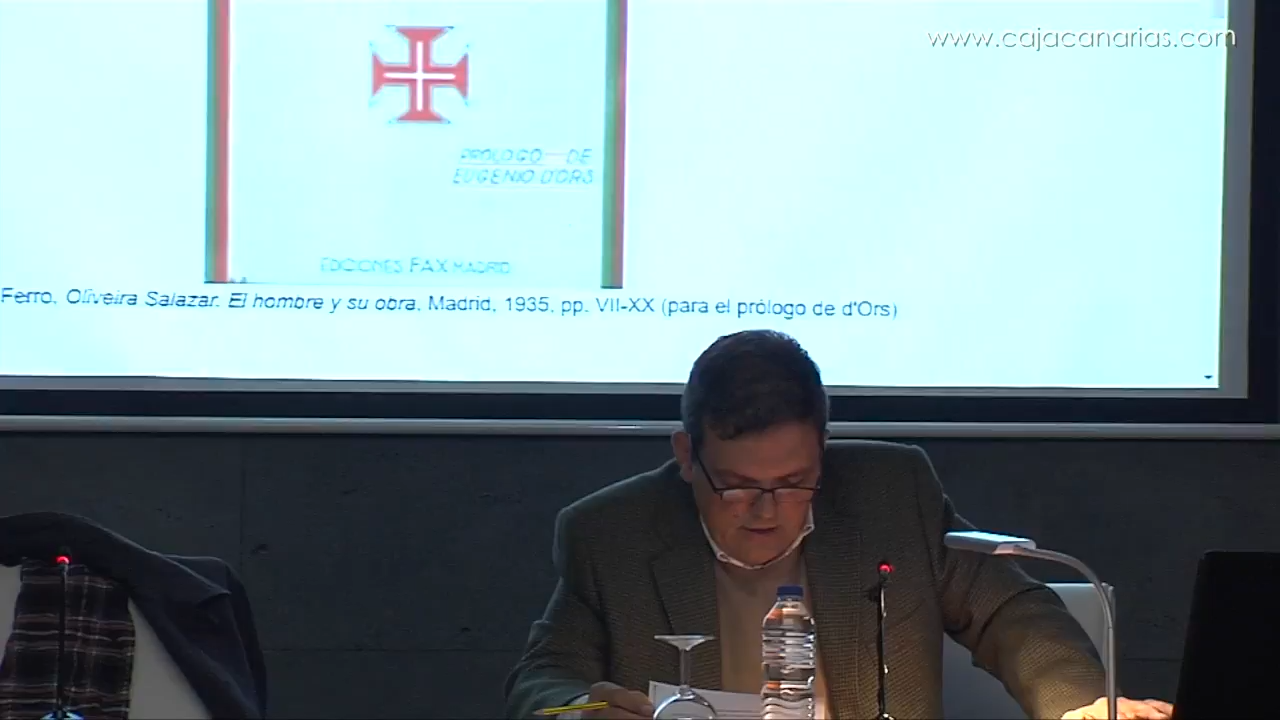 www.cajacanarias.com
PROLOGO DE
EUGENIO D'ORS
EDICIONES FAX MADRID
Ferro, Oliveira Salazar. El hombre y su obra, Madrid, 1935, pp. VII-XX (para el prólogo de d'Ors)